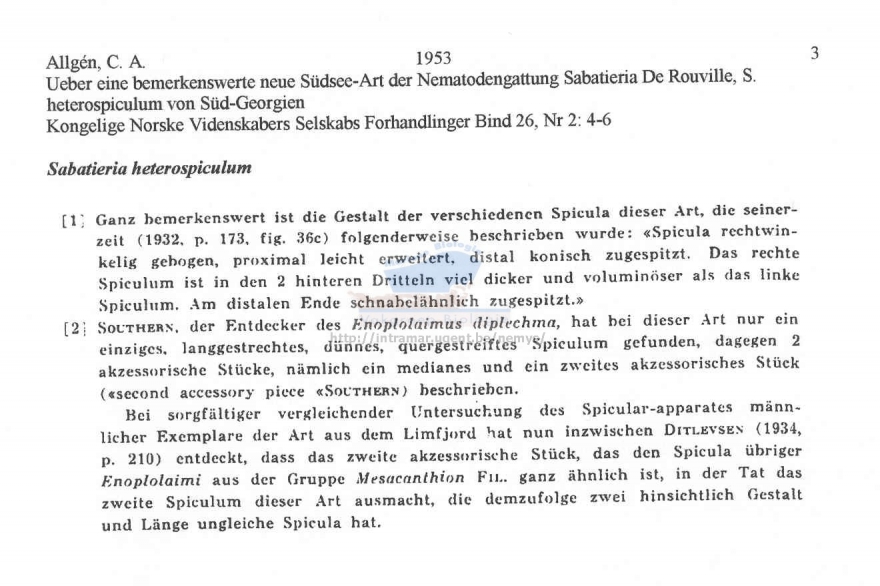 3
Allgén, C. A. 1953
Ueber eine bemerkenswerte neue Südsee-Art der Nematodengattung Sabatieria De Rouville, S.
heterospiculum von Süd-Georgien
Kongelige Norske Videnskabers Selskabs Forhandlinger Bind 26, Nr 2: 4-6
Sabatieria heterospiculum
[1] Ganz bemerkenswert ist die Gestalt der verschiedenen Spicula dieser Art, die seiner-
zeit (1932, p. 173, fig. 36c) folgenderweise beschrieben wurde: «Spicula rechtwin-
kelig gebogen, proximal leicht erweitert, distal konisch zugespitzt. Das rechte
Spiculum ist in den 2 hinteren Dritteln viel dicker und voluminöser als das linke
Spiculum. Am distalen Ende schnabelähnlich zugespitzt.»
[2] SOUTHERN, der Entdecker des Enoplolaimus diplechma, hat bei dieser Art nur ein
http://intramar.ugent.be/nemys/
einziges, langgestrechtes, dünnes, quergestreiftes Spiculum gefunden, dagegen 2
akzessorische Stücke, nämlich ein medianes und ein zweites akzessorisches Stück
(«second accessory piece «SOUTHERN) beschrieben.
Bei sorgfältiger vergleichender Untersuchung des Spicular-apparates männ-
licher Exemplare der Art aus dem Limfjord hat nun inzwischen DITLEVSEN (1934,
p. 210) entdeckt, dass das zweite akzessorische Stück, das den Spicula übriger
Enoplolaimi aus der Gruppe Mesacanthion FIL. ganz ähnlich ist, in der Tat das
zweite Spiculum dieser Art ausmacht, die demzufolge zwei hinsichtlich Gestalt
und Länge ungleiche Spicula hat.